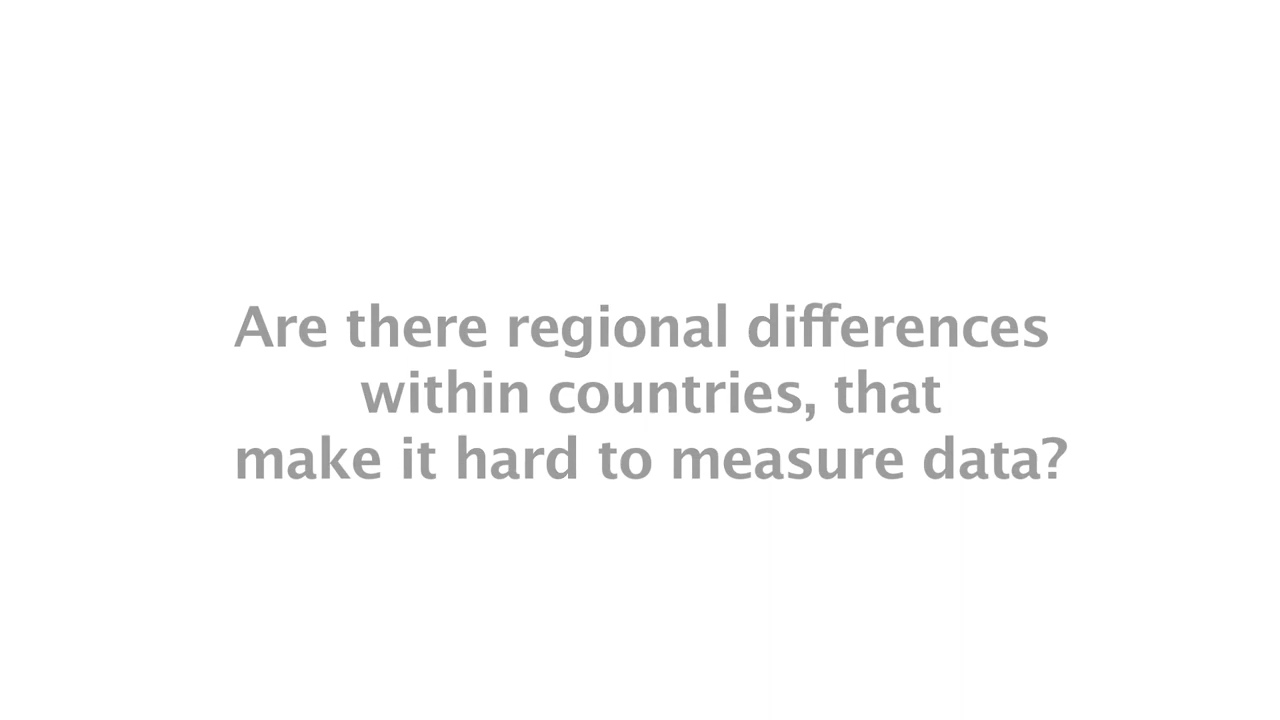 Are there regional differences
within countries, that
make it hard to measure data?